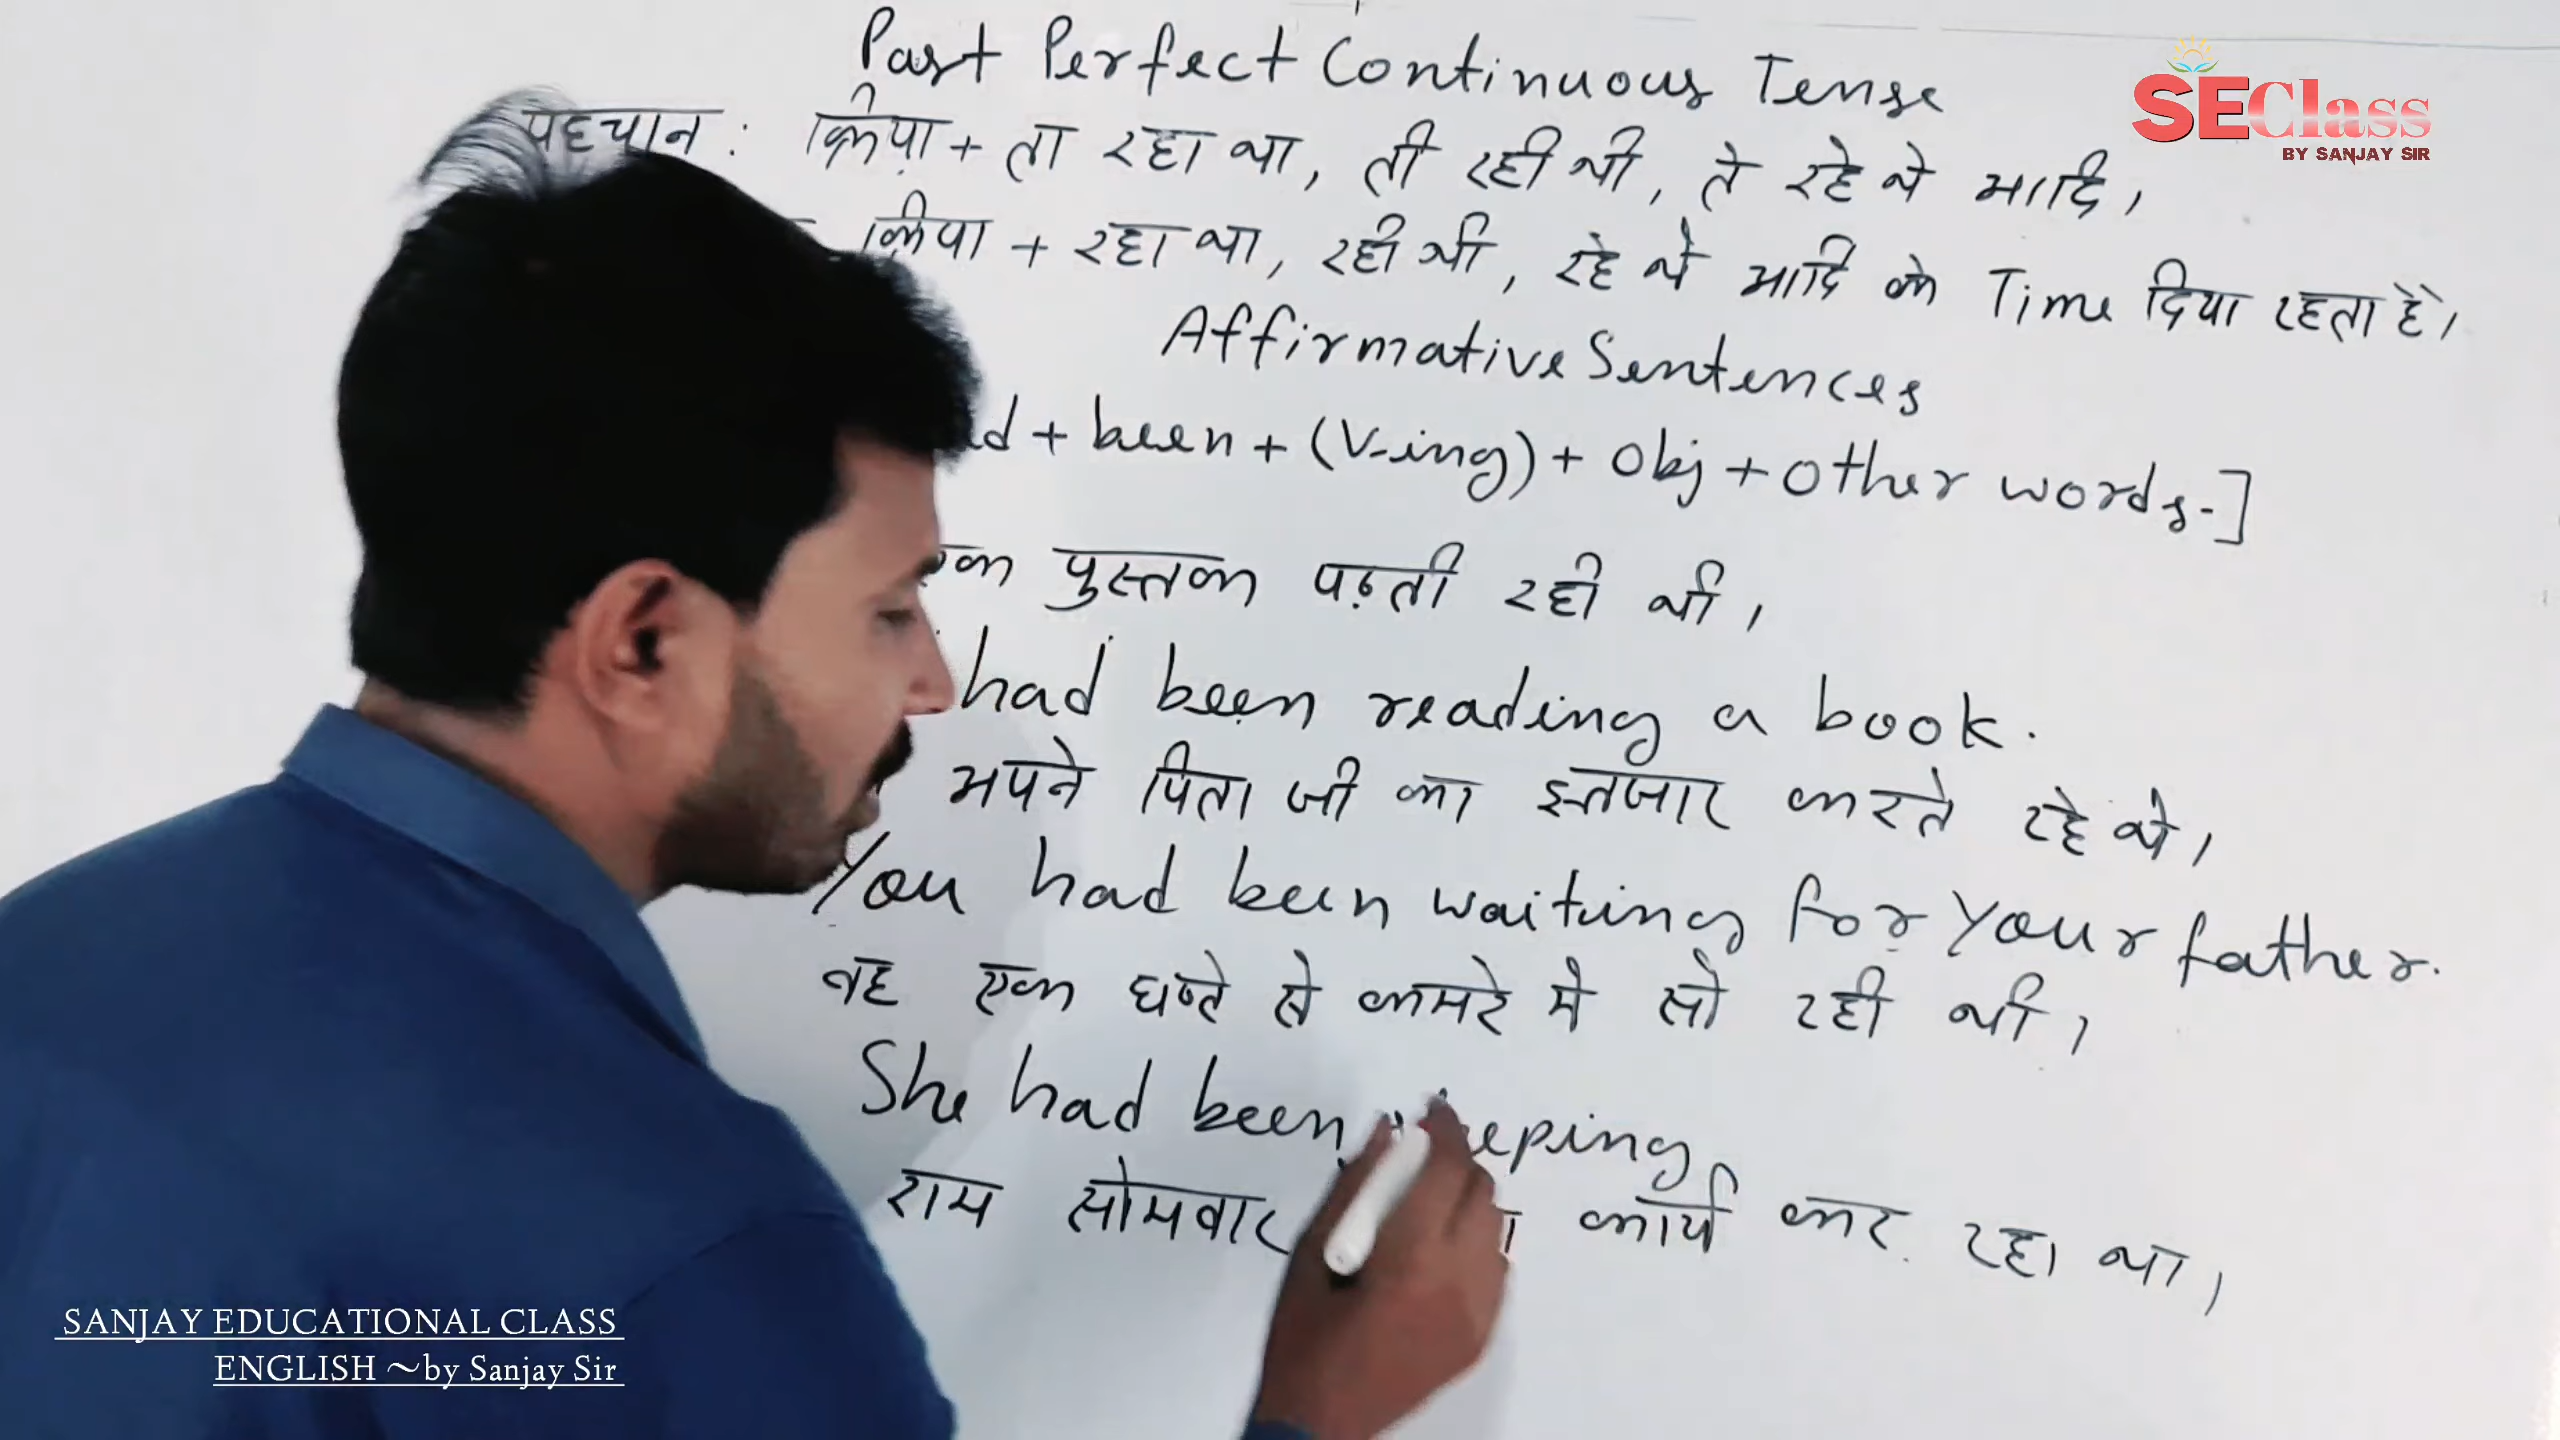 Past Perfect Continuous Tense
SEClass
BY SANJAY SIR
पहचान : क्रिया + ता रहा था, ती रही थी, ते रहे थे आदि।
क्रिया + रहा था, रही थी, रहे थे आदि के Time दिया रहता है।
Affirmative Sentences
+ been + (V-ing) + obj + other words-]
पुस्तक पढ़ती रही थी।
had been reading a book.
अपने पिता जी का इन्तजार करते रहे थे।
You had been waiting for your father.
वह एक घण्टे से कमरे मे सो रही थी।
She had been
राम सोमवार कार्य कर रहा था।
SANJAY EDUCATIONAL CLASS
ENGLISH ~by Sanjay Sir